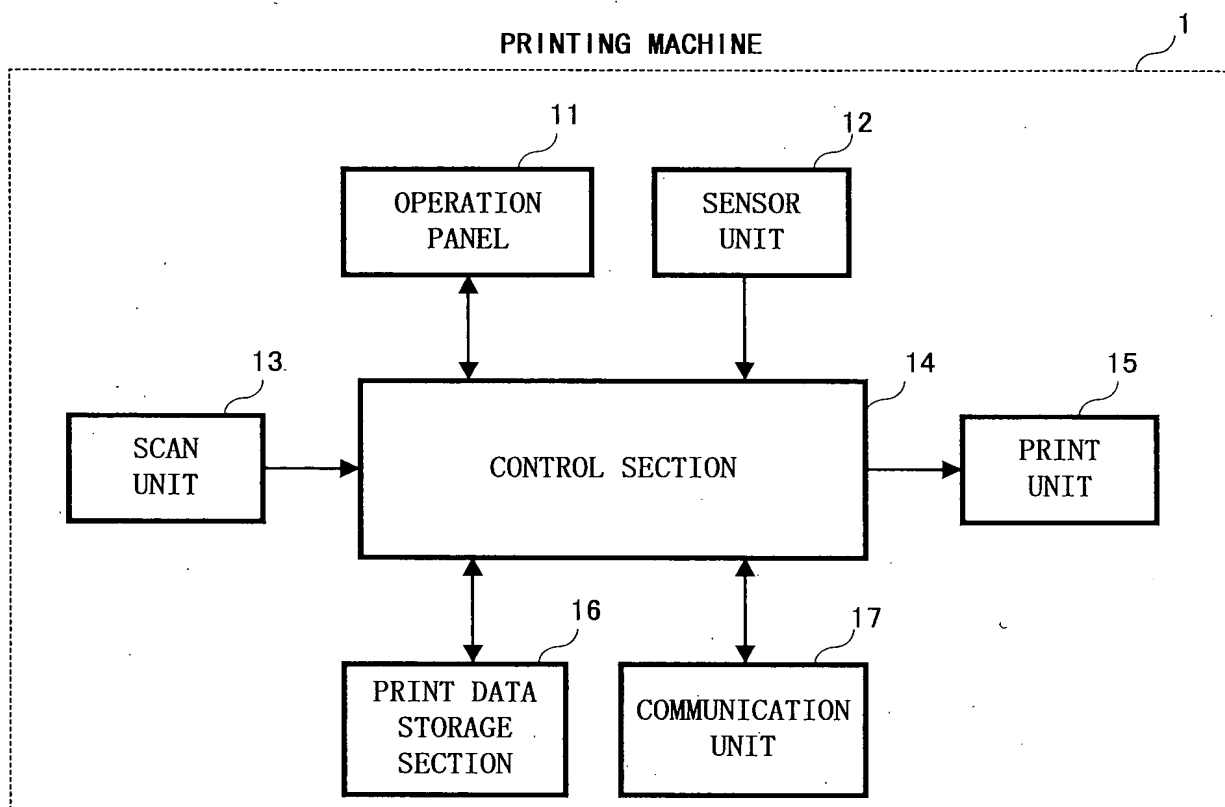 1
PRINTING MACHINE
11
12
OPERATION
PANEL
SENSOR
UNIT
13
14
15
SCAN
UNIT
CONTROL SECTION
PRINT
UNIT
16
17
PRINT DATA
STORAGE
SECTION
COMMUNICATION
UNIT